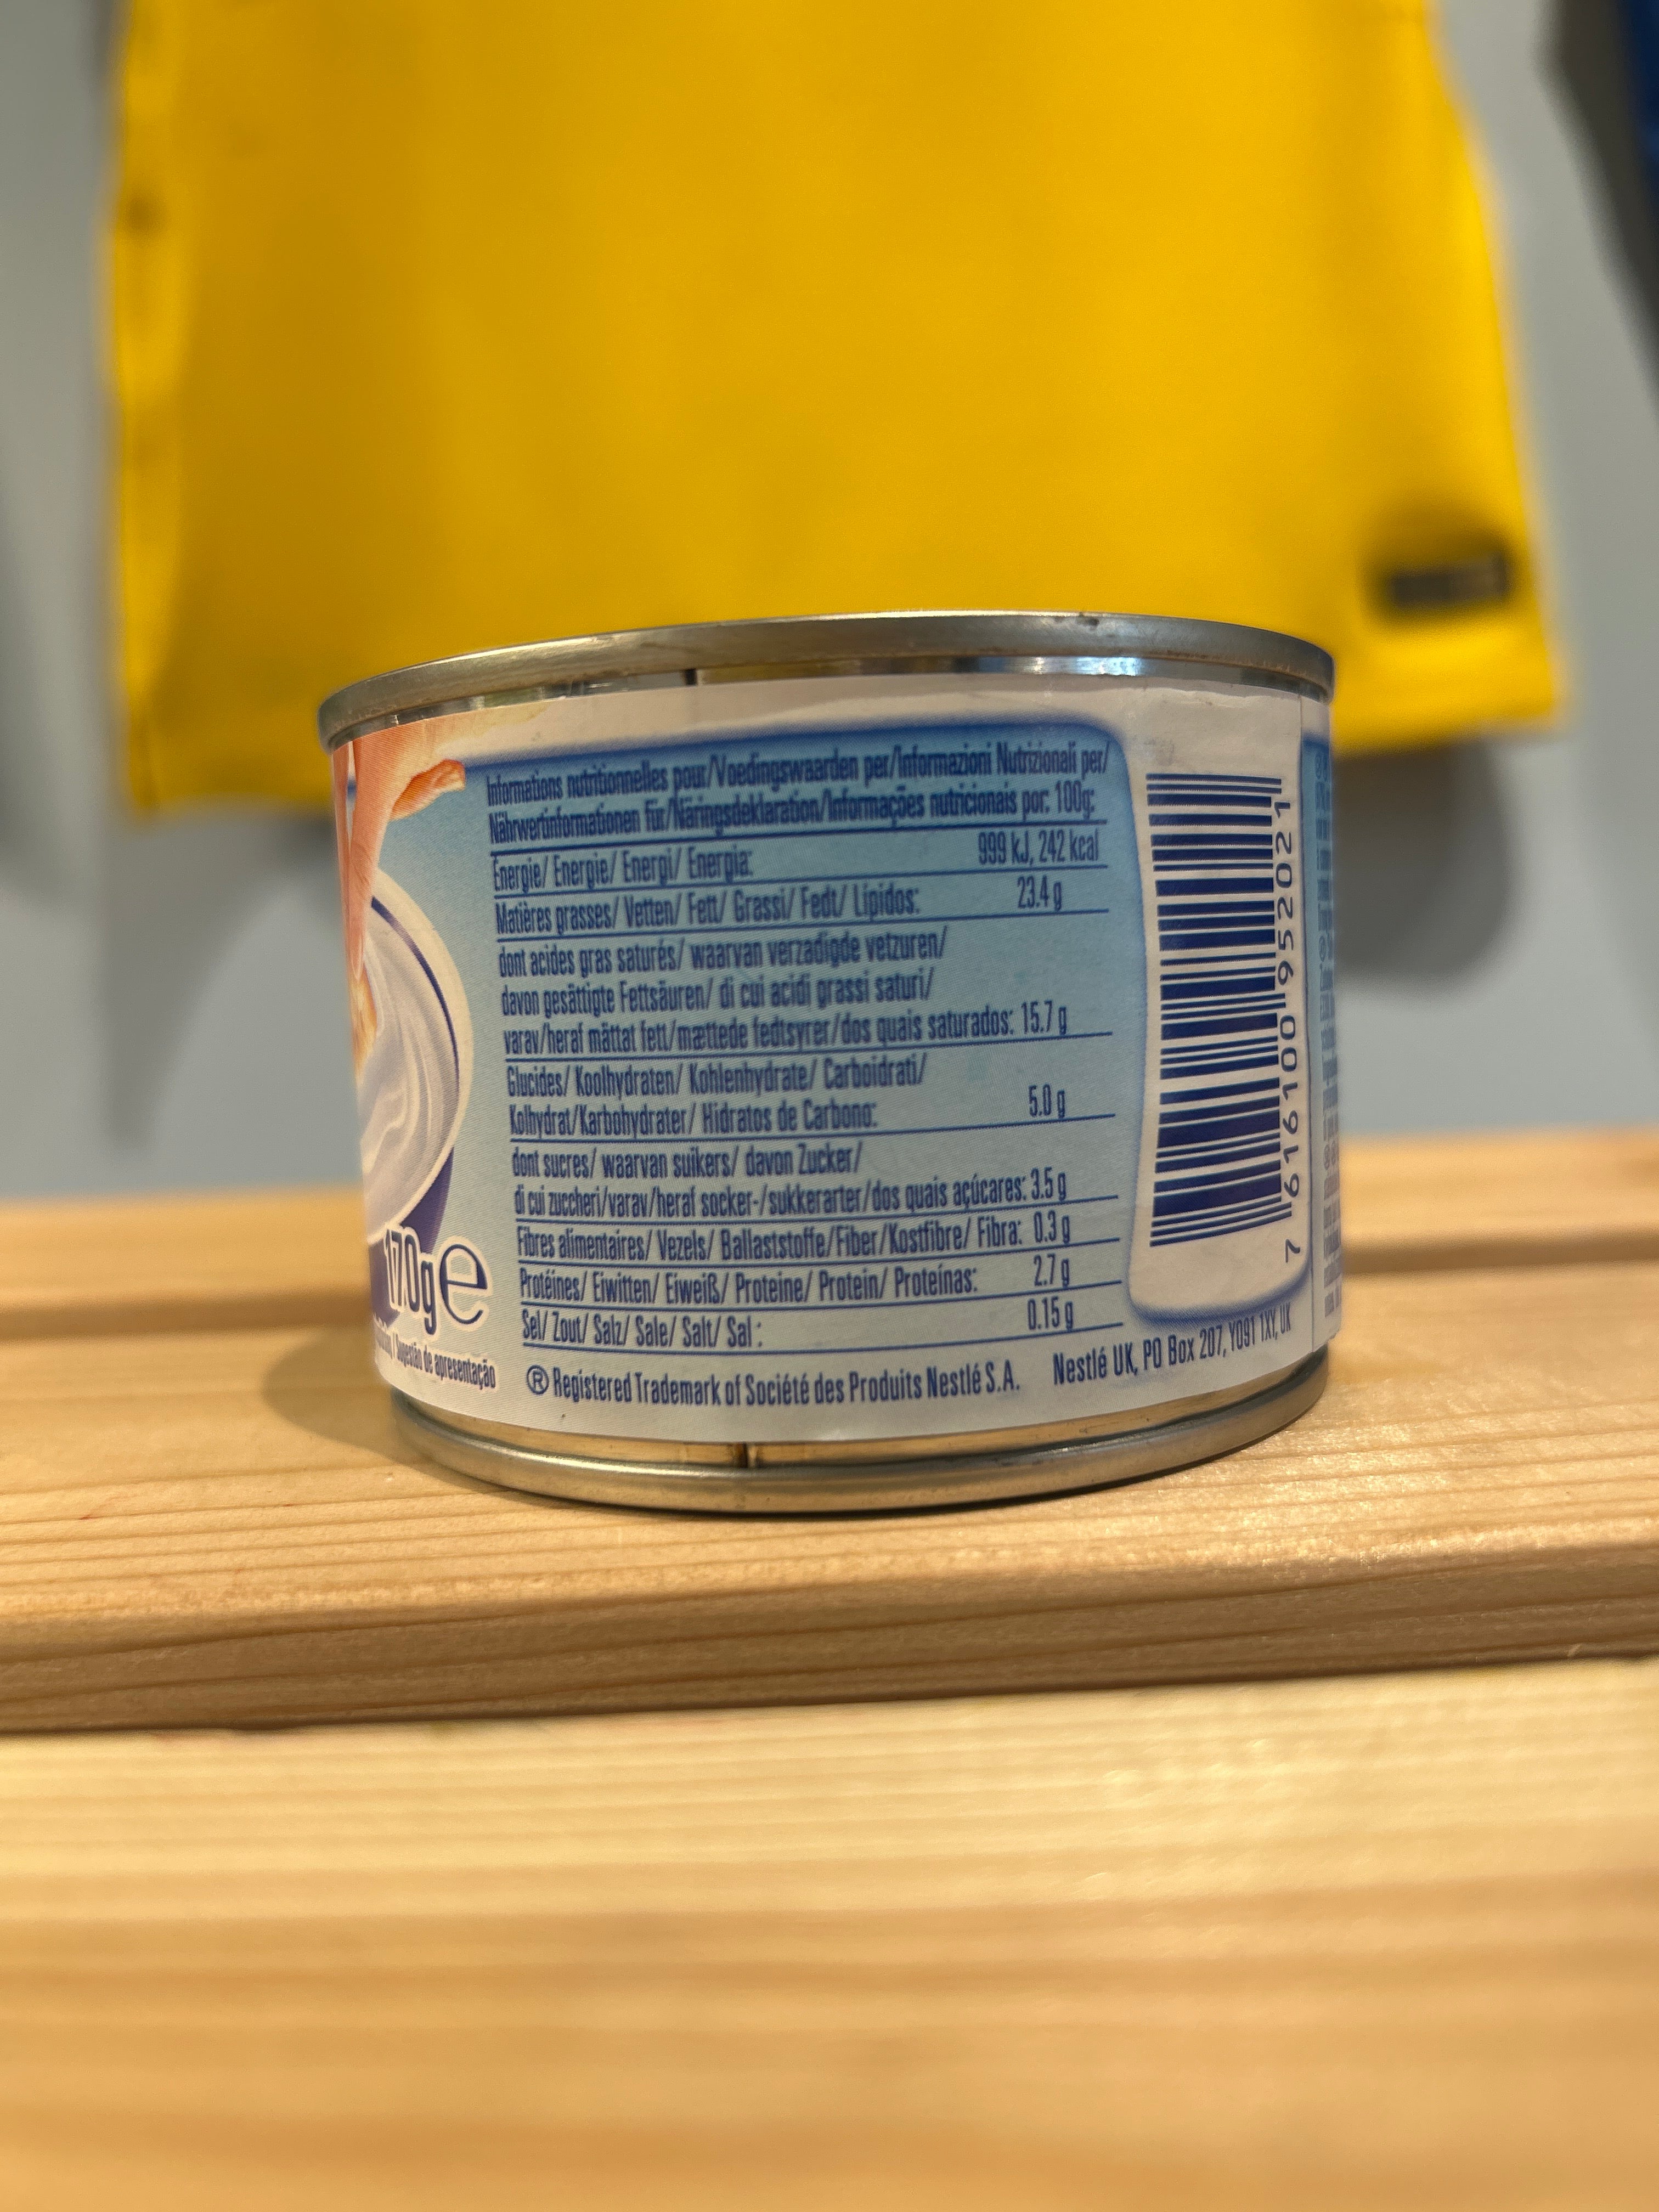 Informations nutritionnelles pour/Voedingswaarden per/Informazioni Nutrizionali per/
Nährwertinformationen Für/Näringsdeklaration/Informações nutricionais por: 100g:
Énergie/ Energie/ Energi/ Energia: 999 kJ, 242 kcal
Matières grasses/ Vetten/ Fett/ Grassi/ Fedt/ Lípidos: 23.4 g
dont acides gras saturés/ waarvan verzadigde vetzuren/
davon gesättigte Fettsäuren/ di cui acidi grassi saturi/
varav/heraf mättat fett/mættede fedtsyrer/dos quais saturados: 15.7 g
Glucides/ Koolhydraten/ Kohlenhydrate/ Carboidrati/
Kolhydrat/Karbohydrater/ Hidratos de Carbono: 5.0 g
dont sucres/ waarvan suikers/ davon Zucker/
di cui zuccheri/varav/heraf socker-/sukkerarter/dos quais açúcares: 3.5 g
Fibres alimentaires/ Vezels/ Ballaststoffe/Fiber/Kostfibre/ Fibra: 0.3 g
Protéines/ Eiwitten/ Eiweiß/ Proteine/ Protein/ Proteínas: 2.7 g
Sel/ Zout/ Salz/ Sale/ Salt/ Sal : 0.15 g
® Registered Trademark of Société des Produits Nestlé S.A. Nestlé UK, PO Box 207, YO91 1XY, UK
170g e
/ Sugestão de apresentação
7 616100 952021